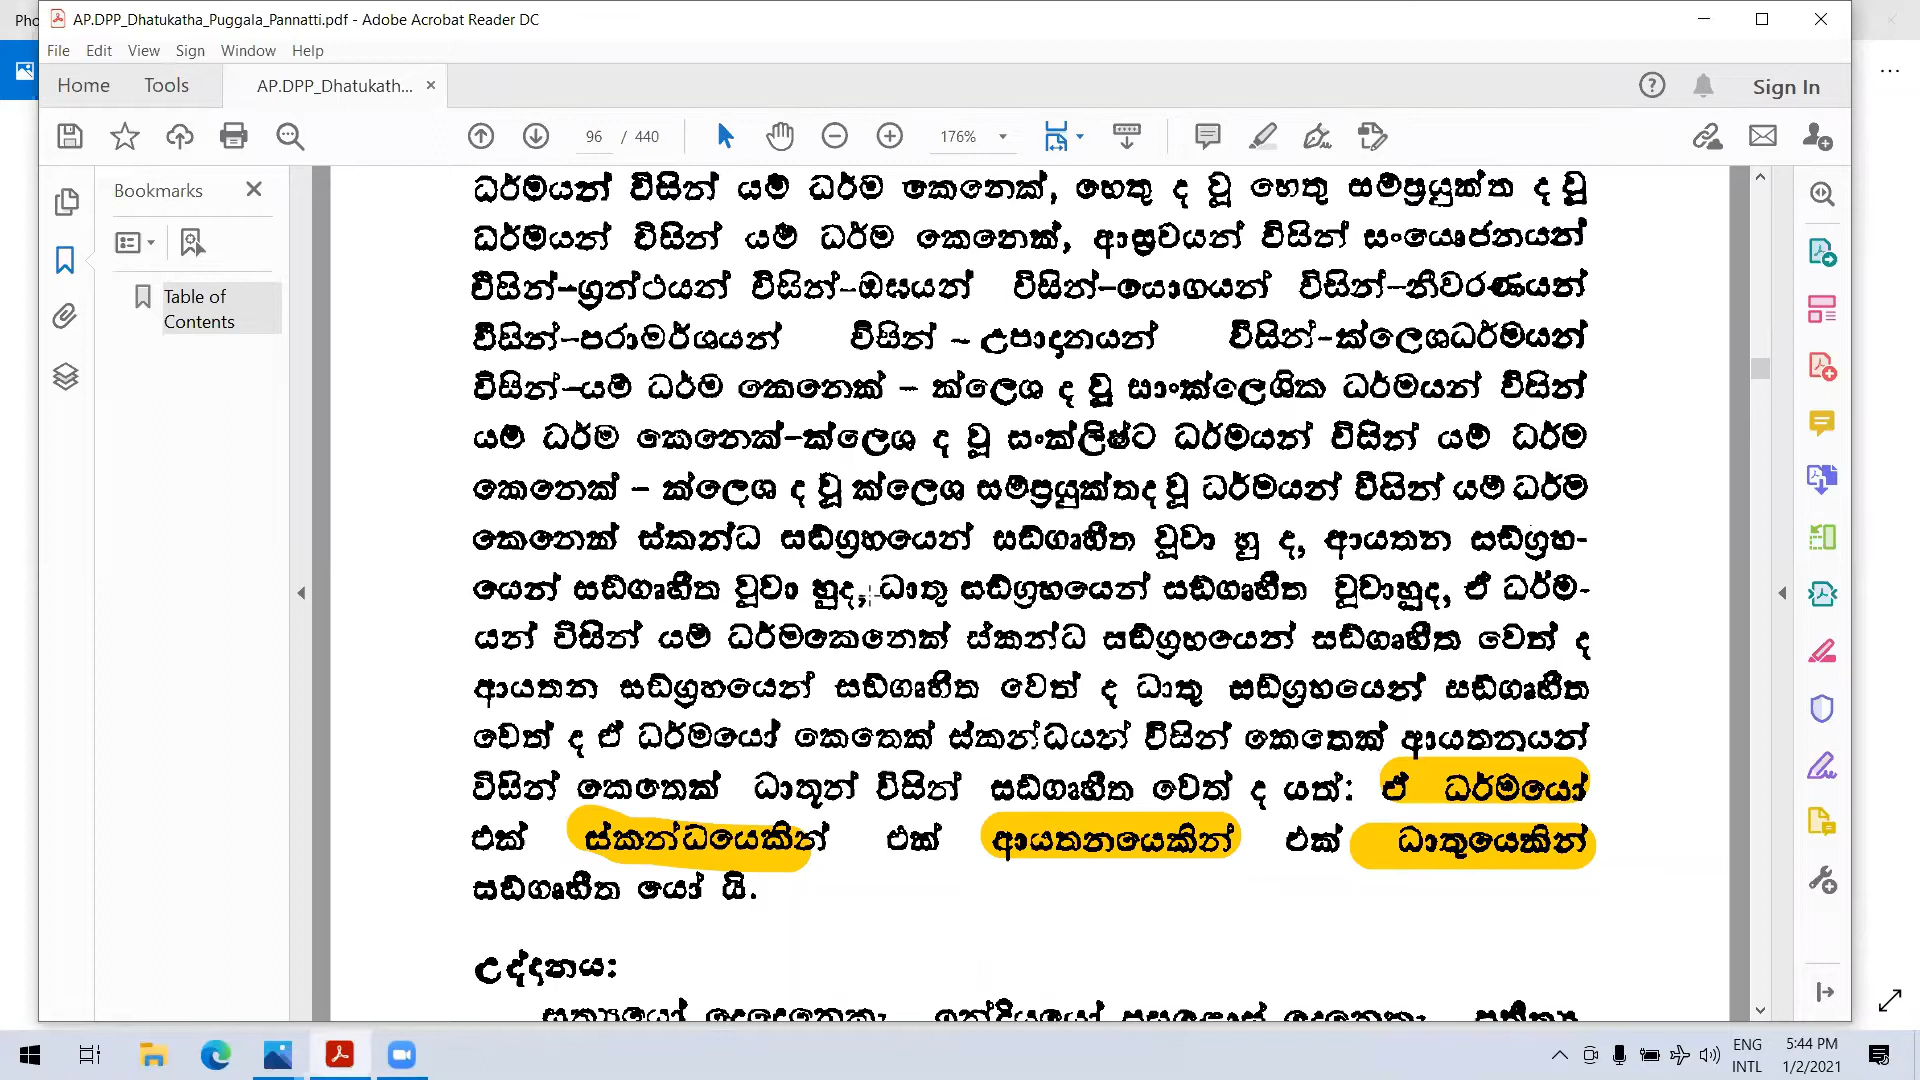 Pho
AP.DPP_Dhatukatha_Puggala_Pannatti.pdf - Adobe Acrobat Reader DC
File Edit View Sign Window Help
Home Tools AP.DPP_Dhatukath... Sign In
96 / 440 176%
Bookmarks
Table of
Contents
ධර්මයන් විසින් යම් ධර්ම කෙනෙක්, හෙතු ද වූ හෙතු සම්ප්‍රයුක්ත ද වූ
ධර්මයන් විසින් යම් ධර්ම කෙනෙක්, ආස්‍රවයන් විසින් සංයෝජනයන්
විසින්–ග්‍රන්ථයන් විසින්–ඔඝයන් විසින්–යොගයන් විසින්–නීවරණයන්
විසින්–පරාමර්ශයන් විසින් – උපාදානයන් විසින්–ක්ලෙශධර්මයන්
විසින්–යම් ධර්ම කෙනෙක් – ක්ලෙශ ද වූ සාංක්ලෙශික ධර්මයන් විසින්
යම් ධර්ම කෙනෙක්–ක්ලෙශ ද වූ සංක්ලිෂ්ට ධර්මයන් විසින් යම් ධර්ම
කෙනෙක් – ක්ලෙශ ද වූ ක්ලෙශ සම්ප්‍රයුක්තද වූ ධර්මයන් විසින් යම් ධර්ම
කෙනෙක් ස්කන්ධ සඞ්ග්‍රහයෙන් සඞ්ගෘහීත වූවා හු ද, ආයතන සඞ්ග්‍රහ-
යෙන් සඞ්ගෘහීත වූවා හුද, ධාතු සඞ්ග්‍රහයෙන් සඞ්ගෘහීත වූවාහුද, ඒ ධර්ම-
යන් විසින් යම් ධර්මකෙනෙක් ස්කන්ධ සඞ්ග්‍රහයෙන් සඞ්ගෘහීත වෙත් ද
ආයතන සඞ්ග්‍රහයෙන් සඞ්ගෘහීත වෙත් ද ධාතු සඞ්ග්‍රහයෙන් සඞ්ගෘහීත
වෙත් ද ඒ ධර්මයෝ කෙතෙක් ස්කන්ධයන් විසින් කෙතෙක් ආයතනයන්
විසින් කෙතෙක් ධාතූන් විසින් සඞ්ගෘහීත වෙත් ද යත්: ඒ ධර්මයෝ
එක් ස්කන්ධයෙකින් එක් ආයතනයෙකින් එක් ධාතුයෙකින්
සඞ්ගෘහීත යෝ යි.
උද්දානය:
ENG 5:44 PM
INTL 1/2/2021